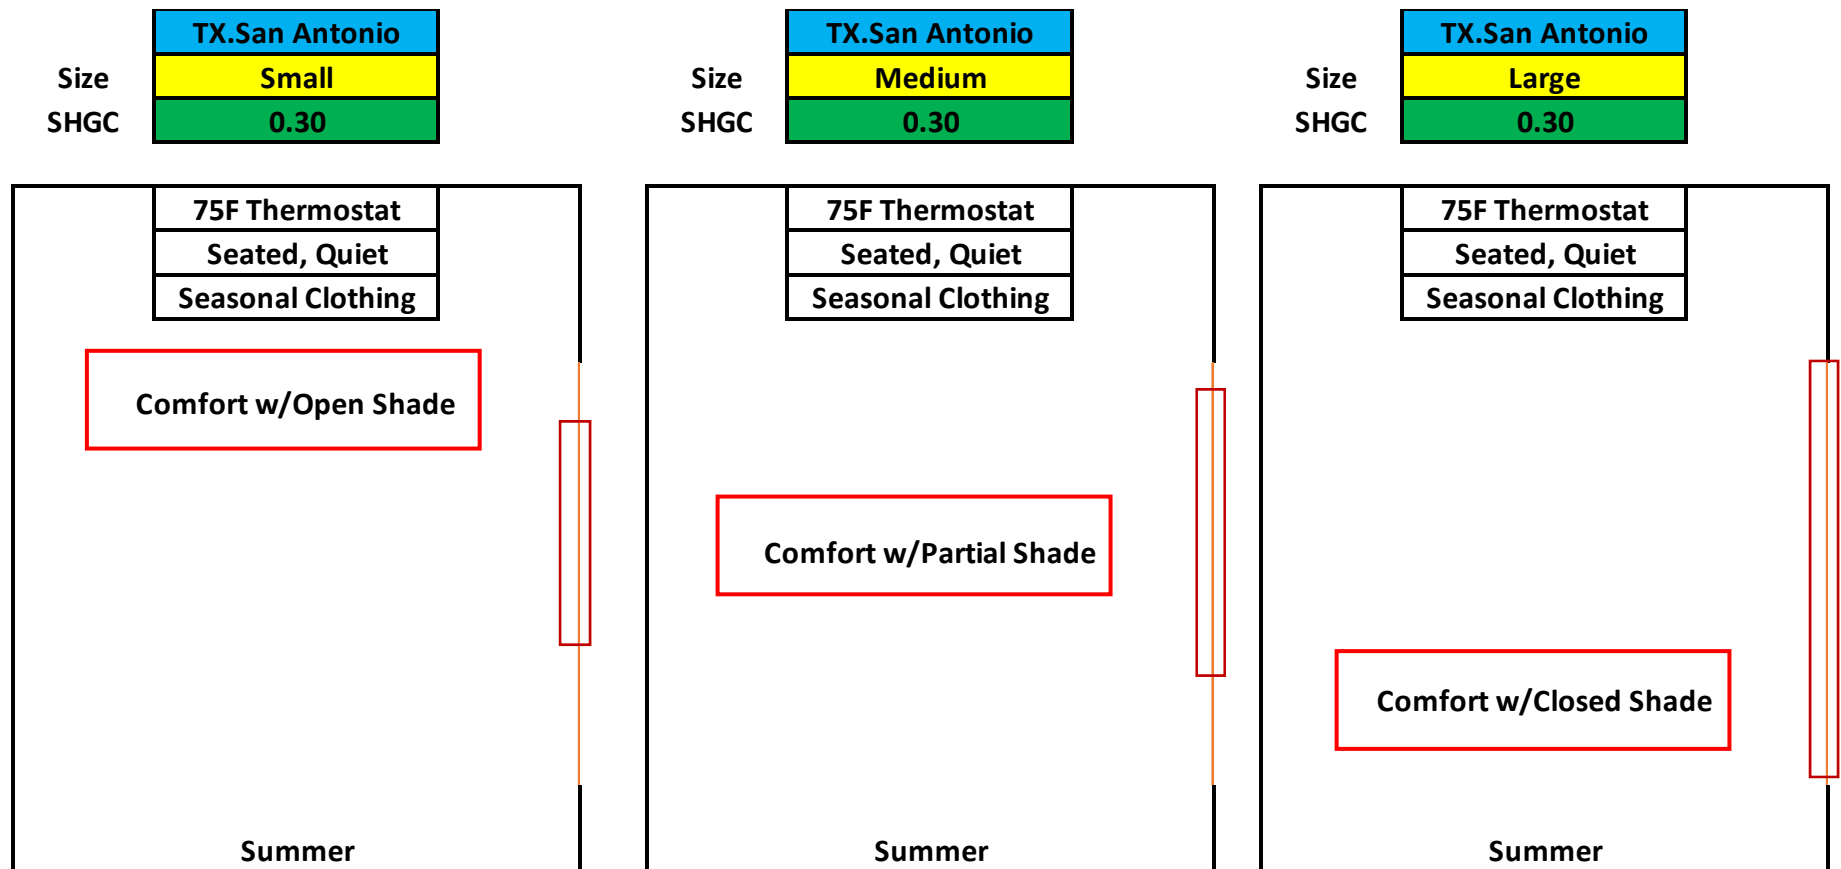 TX.San Antonio
Size Small
SHGC 0.30
75F Thermostat
Seated, Quiet
Seasonal Clothing
Comfort w/Open Shade
Summer
TX.San Antonio
Size Medium
SHGC 0.30
75F Thermostat
Seated, Quiet
Seasonal Clothing
Comfort w/Partial Shade
Summer
TX.San Antonio
Size Large
SHGC 0.30
75F Thermostat
Seated, Quiet
Seasonal Clothing
Comfort w/Closed Shade
Summer